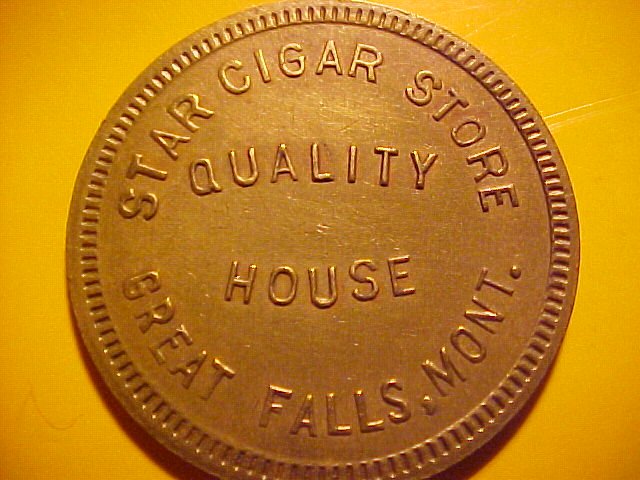 STAR CIGAR STORE
QUALITY
HOUSE
GREAT FALLS, MONT.